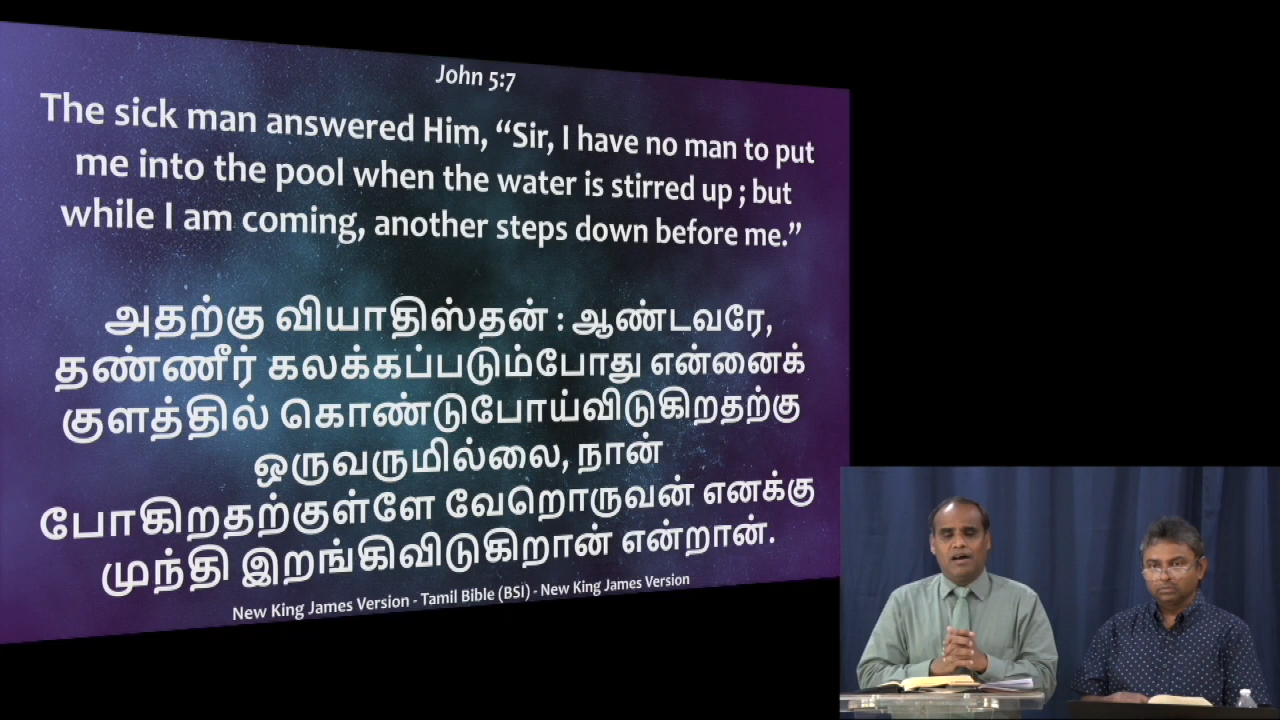 John 5:7
The sick man answered Him, “Sir, I have no man to put
me into the pool when the water is stirred up ; but
while I am coming, another steps down before me.”
அதற்கு வியாதிஸ்தன் : ஆண்டவரே,
தண்ணீர் கலக்கப்படும்போது என்னைக்
குளத்தில் கொண்டுபோய்விடுகிறதற்கு
ஒருவருமில்லை, நான்
போகிறதற்குள்ளே வேறொருவன் எனக்கு
முந்தி இறங்கிவிடுகிறான் என்றான்.
New King James Version - Tamil Bible (BSI) - New King James Version